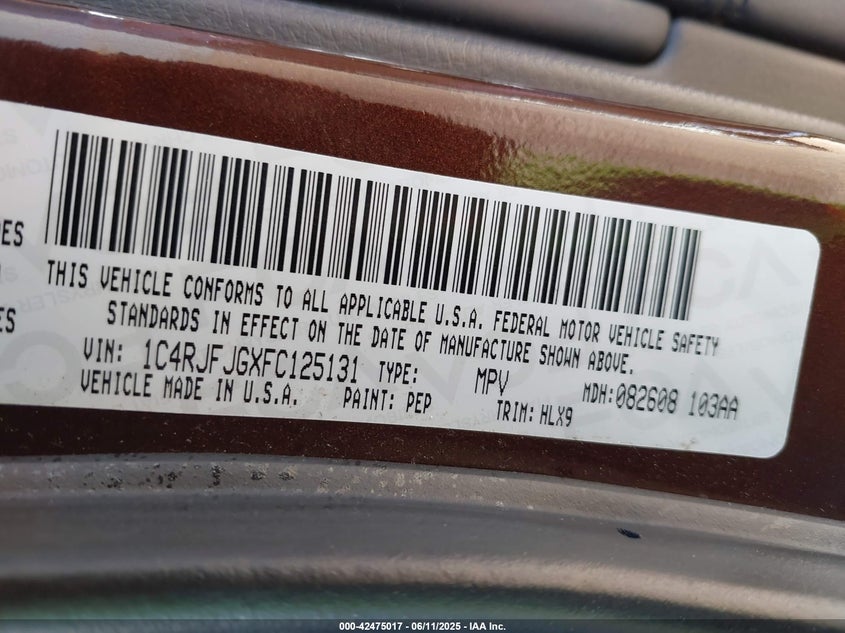 DES
ES
THIS VEHICLE CONFORMS TO ALL APPLICABLE U.S.A. FEDERAL MOTOR VEHICLE SAFETY
STANDARDS IN EFFECT ON THE DATE OF MANUFACTURE SHOWN ABOVE.
VIN: 1C4RJFJGXFC125131 TYPE: MPV MDH:082608 103AA
VEHICLE MADE IN U.S.A. PAINT: PEP TRIM: HLX9
000-42475017 - 06/11/2025 - IAA Inc.